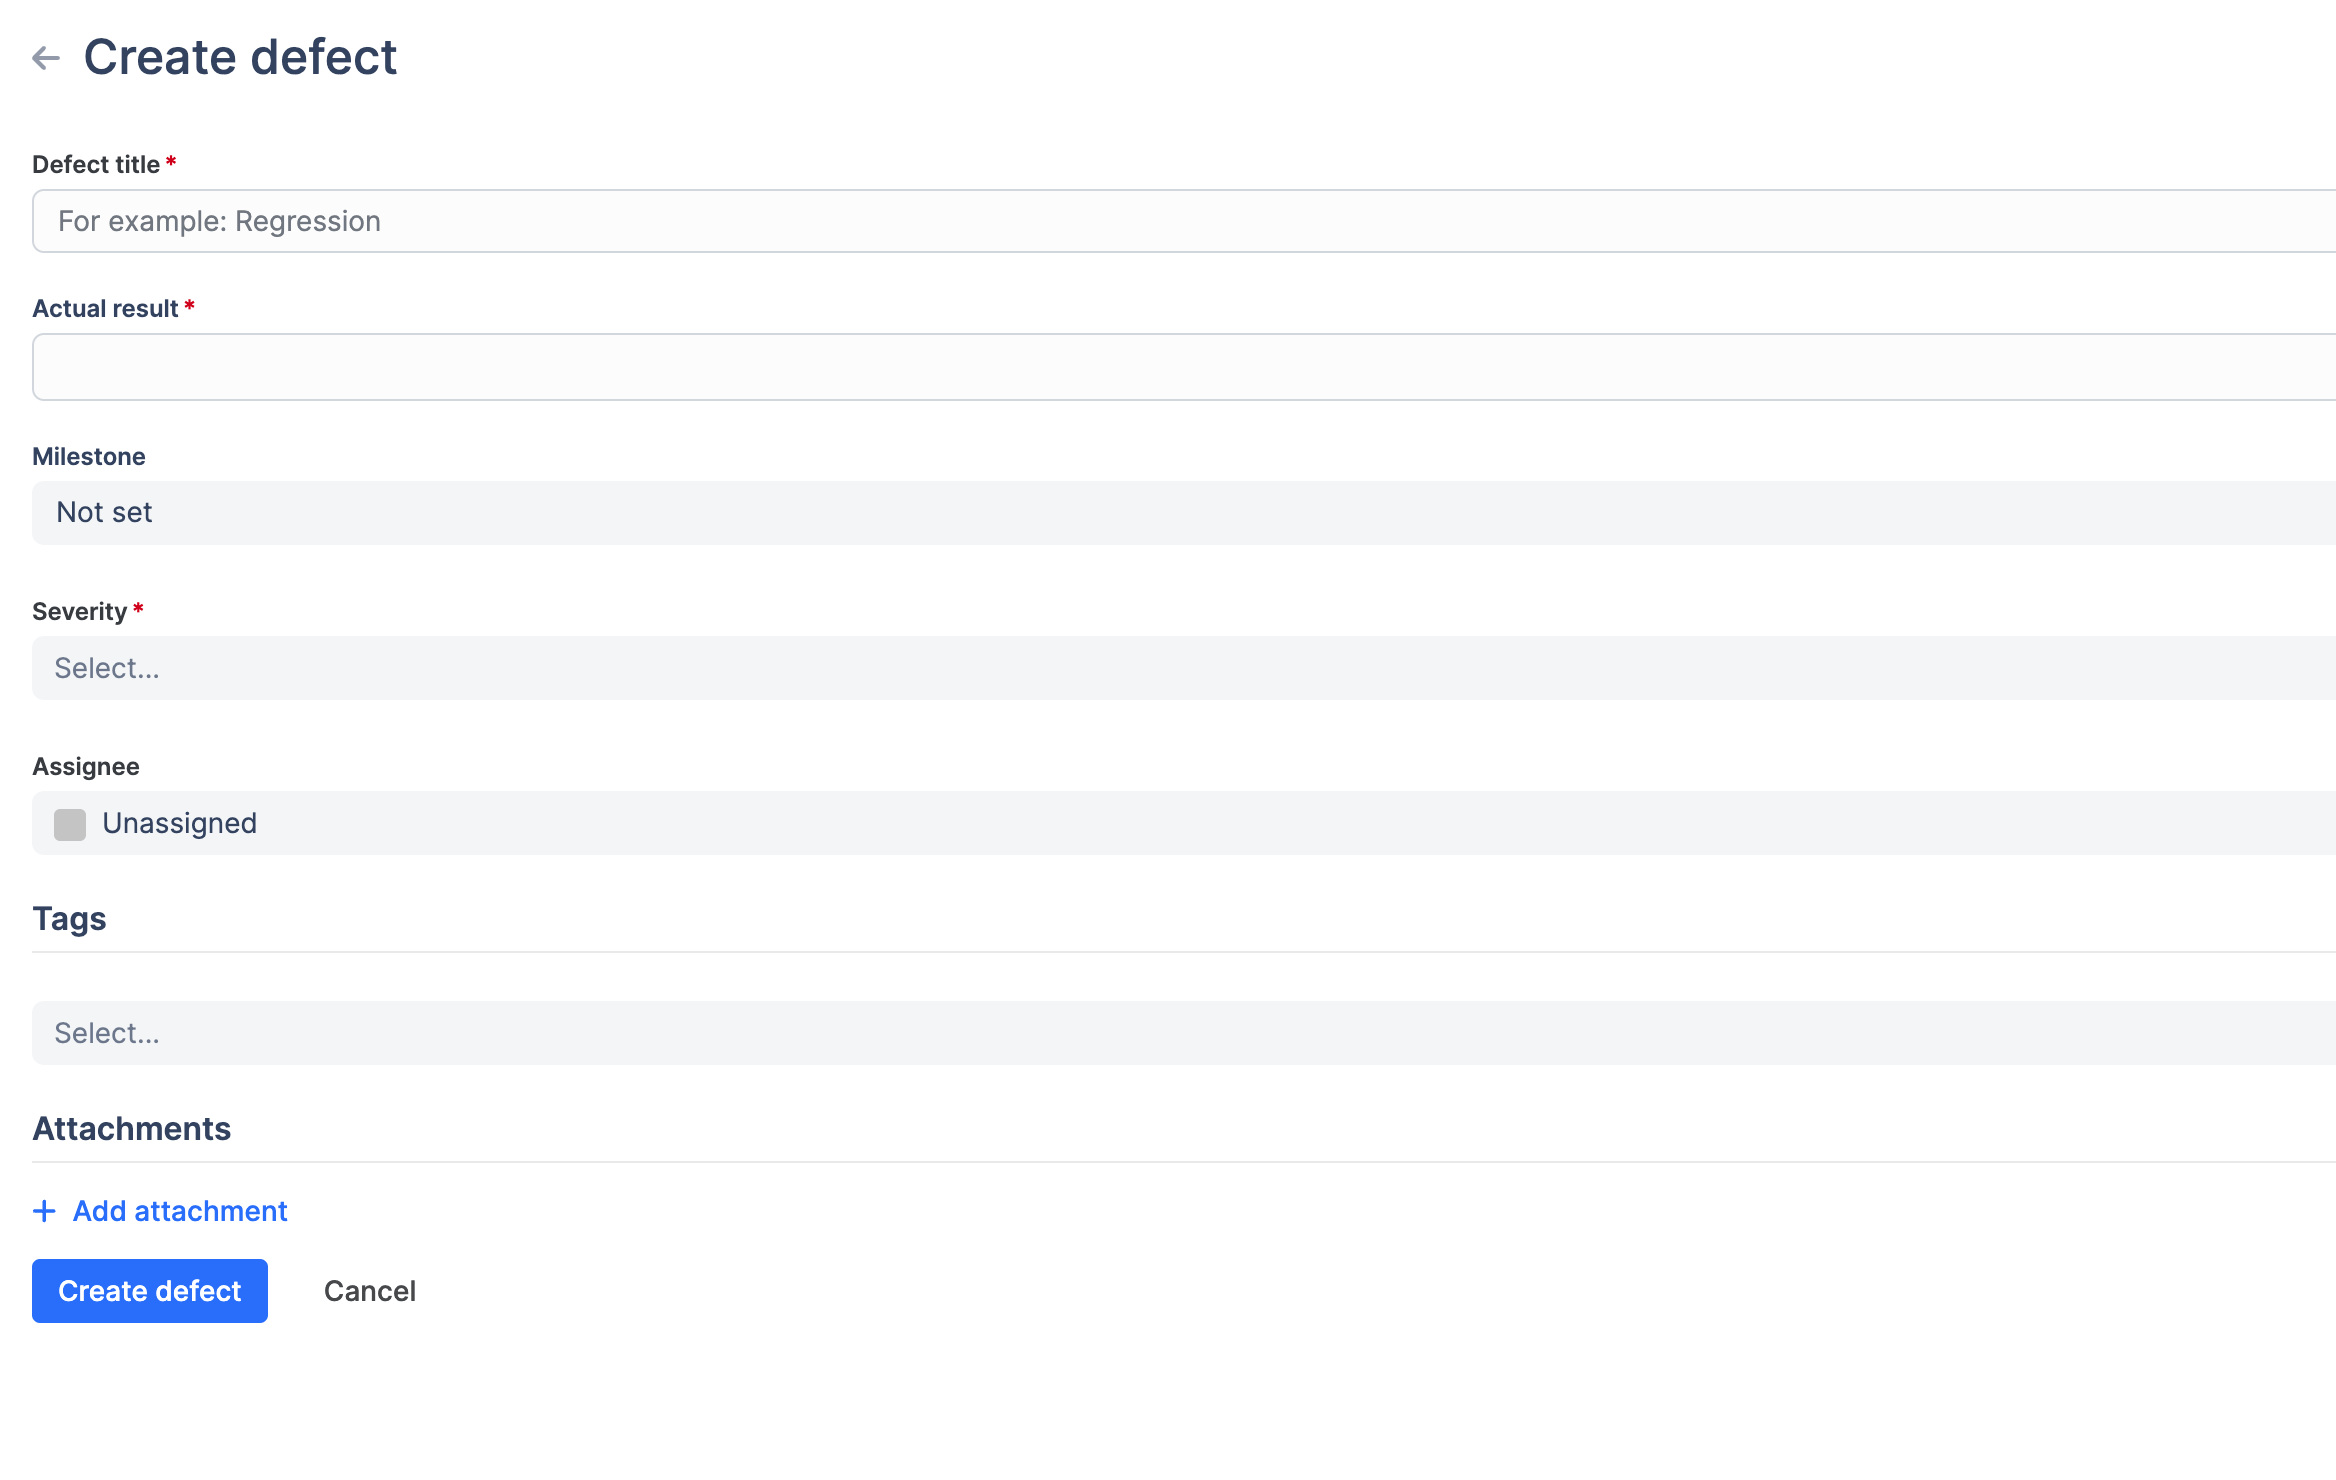 Create defect
Defect title *
For example: Regression
Actual result *
Milestone
Not set
Severity *
Select...
Assignee
Unassigned
Tags
Select...
Attachments
+ Add attachment
Create defect
Cancel